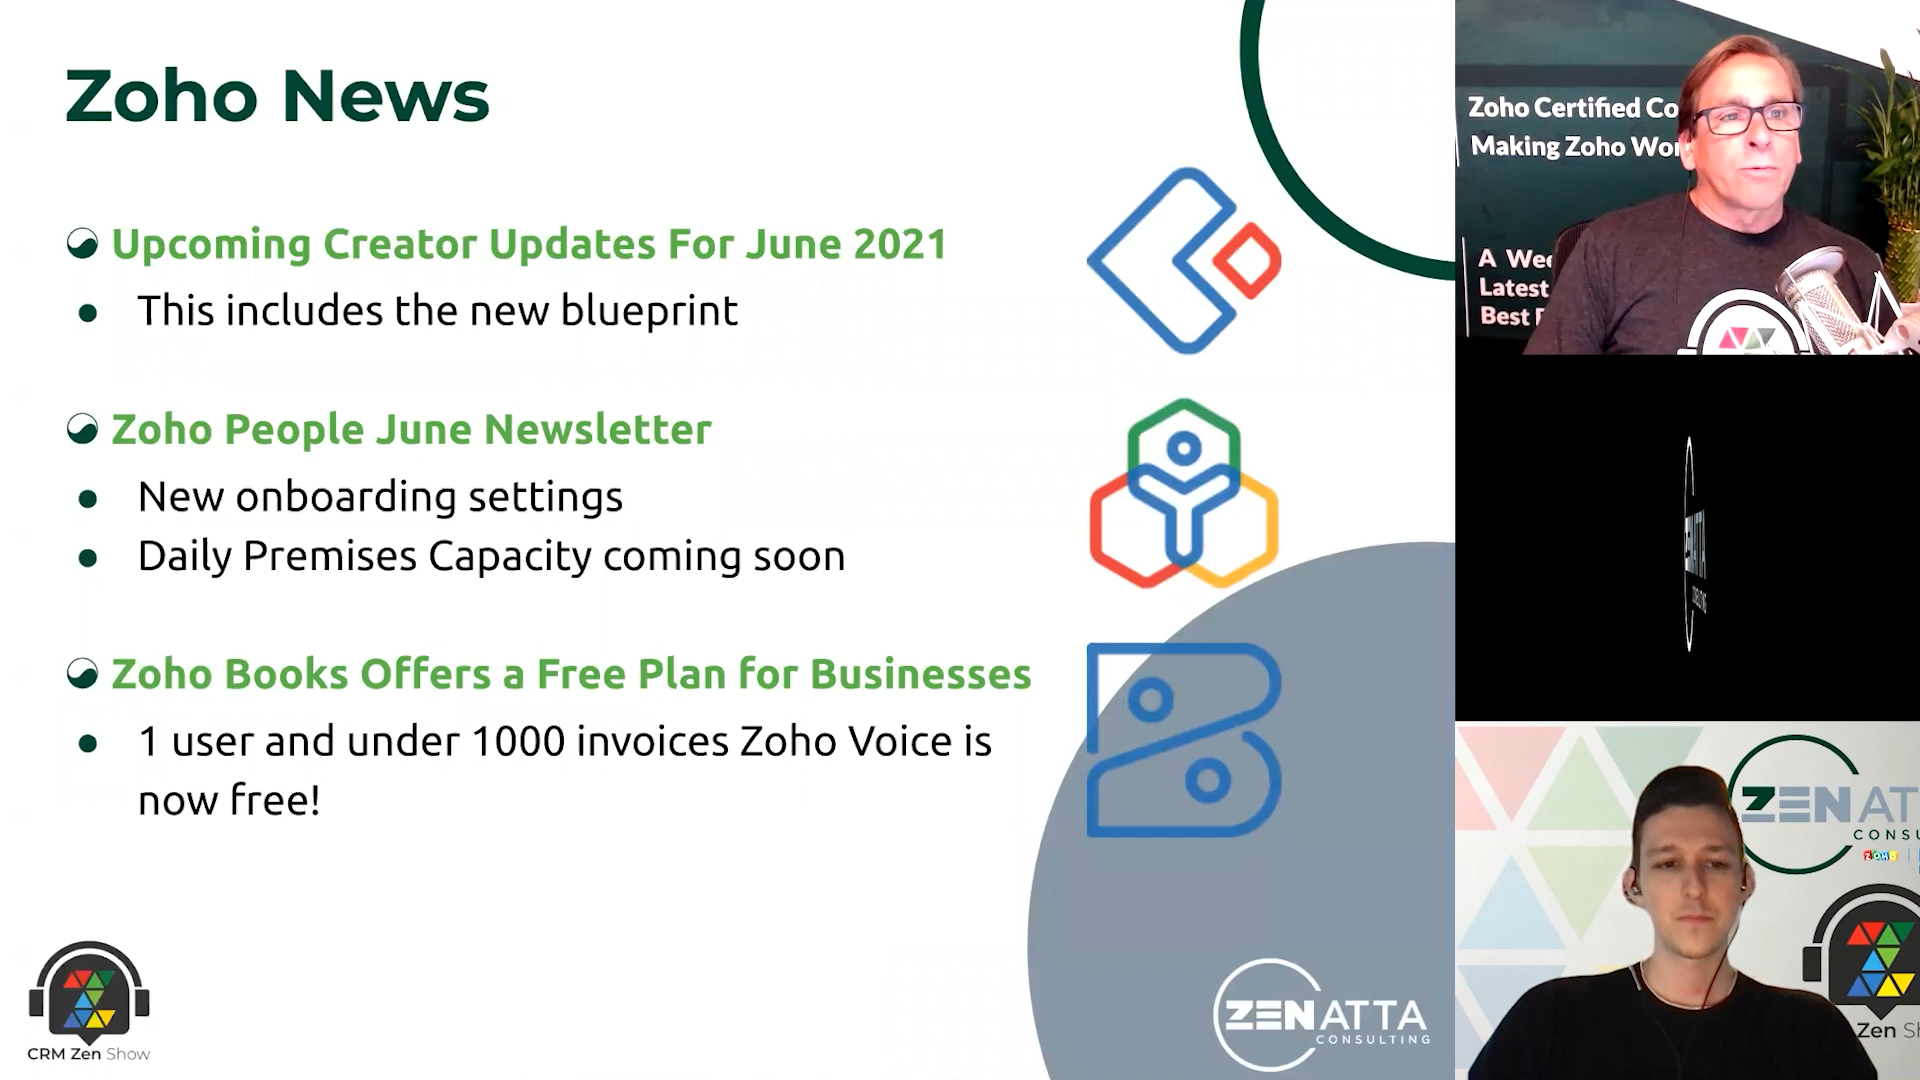 Zoho News
Upcoming Creator Updates For June 2021
This includes the new blueprint
Zoho People June Newsletter
New onboarding settings
Daily Premises Capacity coming soon
Zoho Books Offers a Free Plan for Businesses
1 user and under 1000 invoices Zoho Voice is
now free!
CRM Zen Show
ZENATTA
CONSULTING
Zoho Certified Co
Making Zoho Wor
A Wee
Latest
Best
ATTA
ZENAT
CONSU
ZOHO
Zen Sh